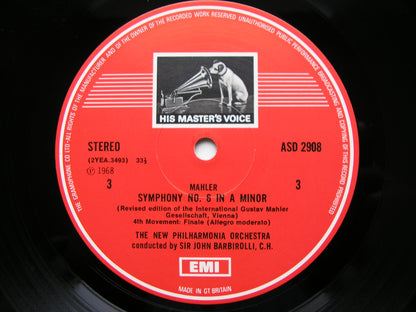 THE GRAMOPHONE CO LTD · ALL RIGHTS OF THE MANUFACTURER AND OF THE OWNER OF THE RECORDED WORK RESERVED UNAUTHORISED PUBLIC PERFORMANCE BROADCASTING AND COPYING OF THIS RECORD PROHIBITED
HIS MASTER'S VOICE
STEREO ASD 2908
(2YEA.3493) 33⅓
Ⓟ 1968
3 3
MAHLER
SYMPHONY NO. 6 IN A MINOR
(Revised edition of the International Gustav Mahler
Gesellschaft, Vienna)
4th Movement: Finale (Allegro moderato)
THE NEW PHILHARMONIA ORCHESTRA
conducted by SIR JOHN BARBIROLLI, C.H.
EMI
MADE IN GT BRITAIN